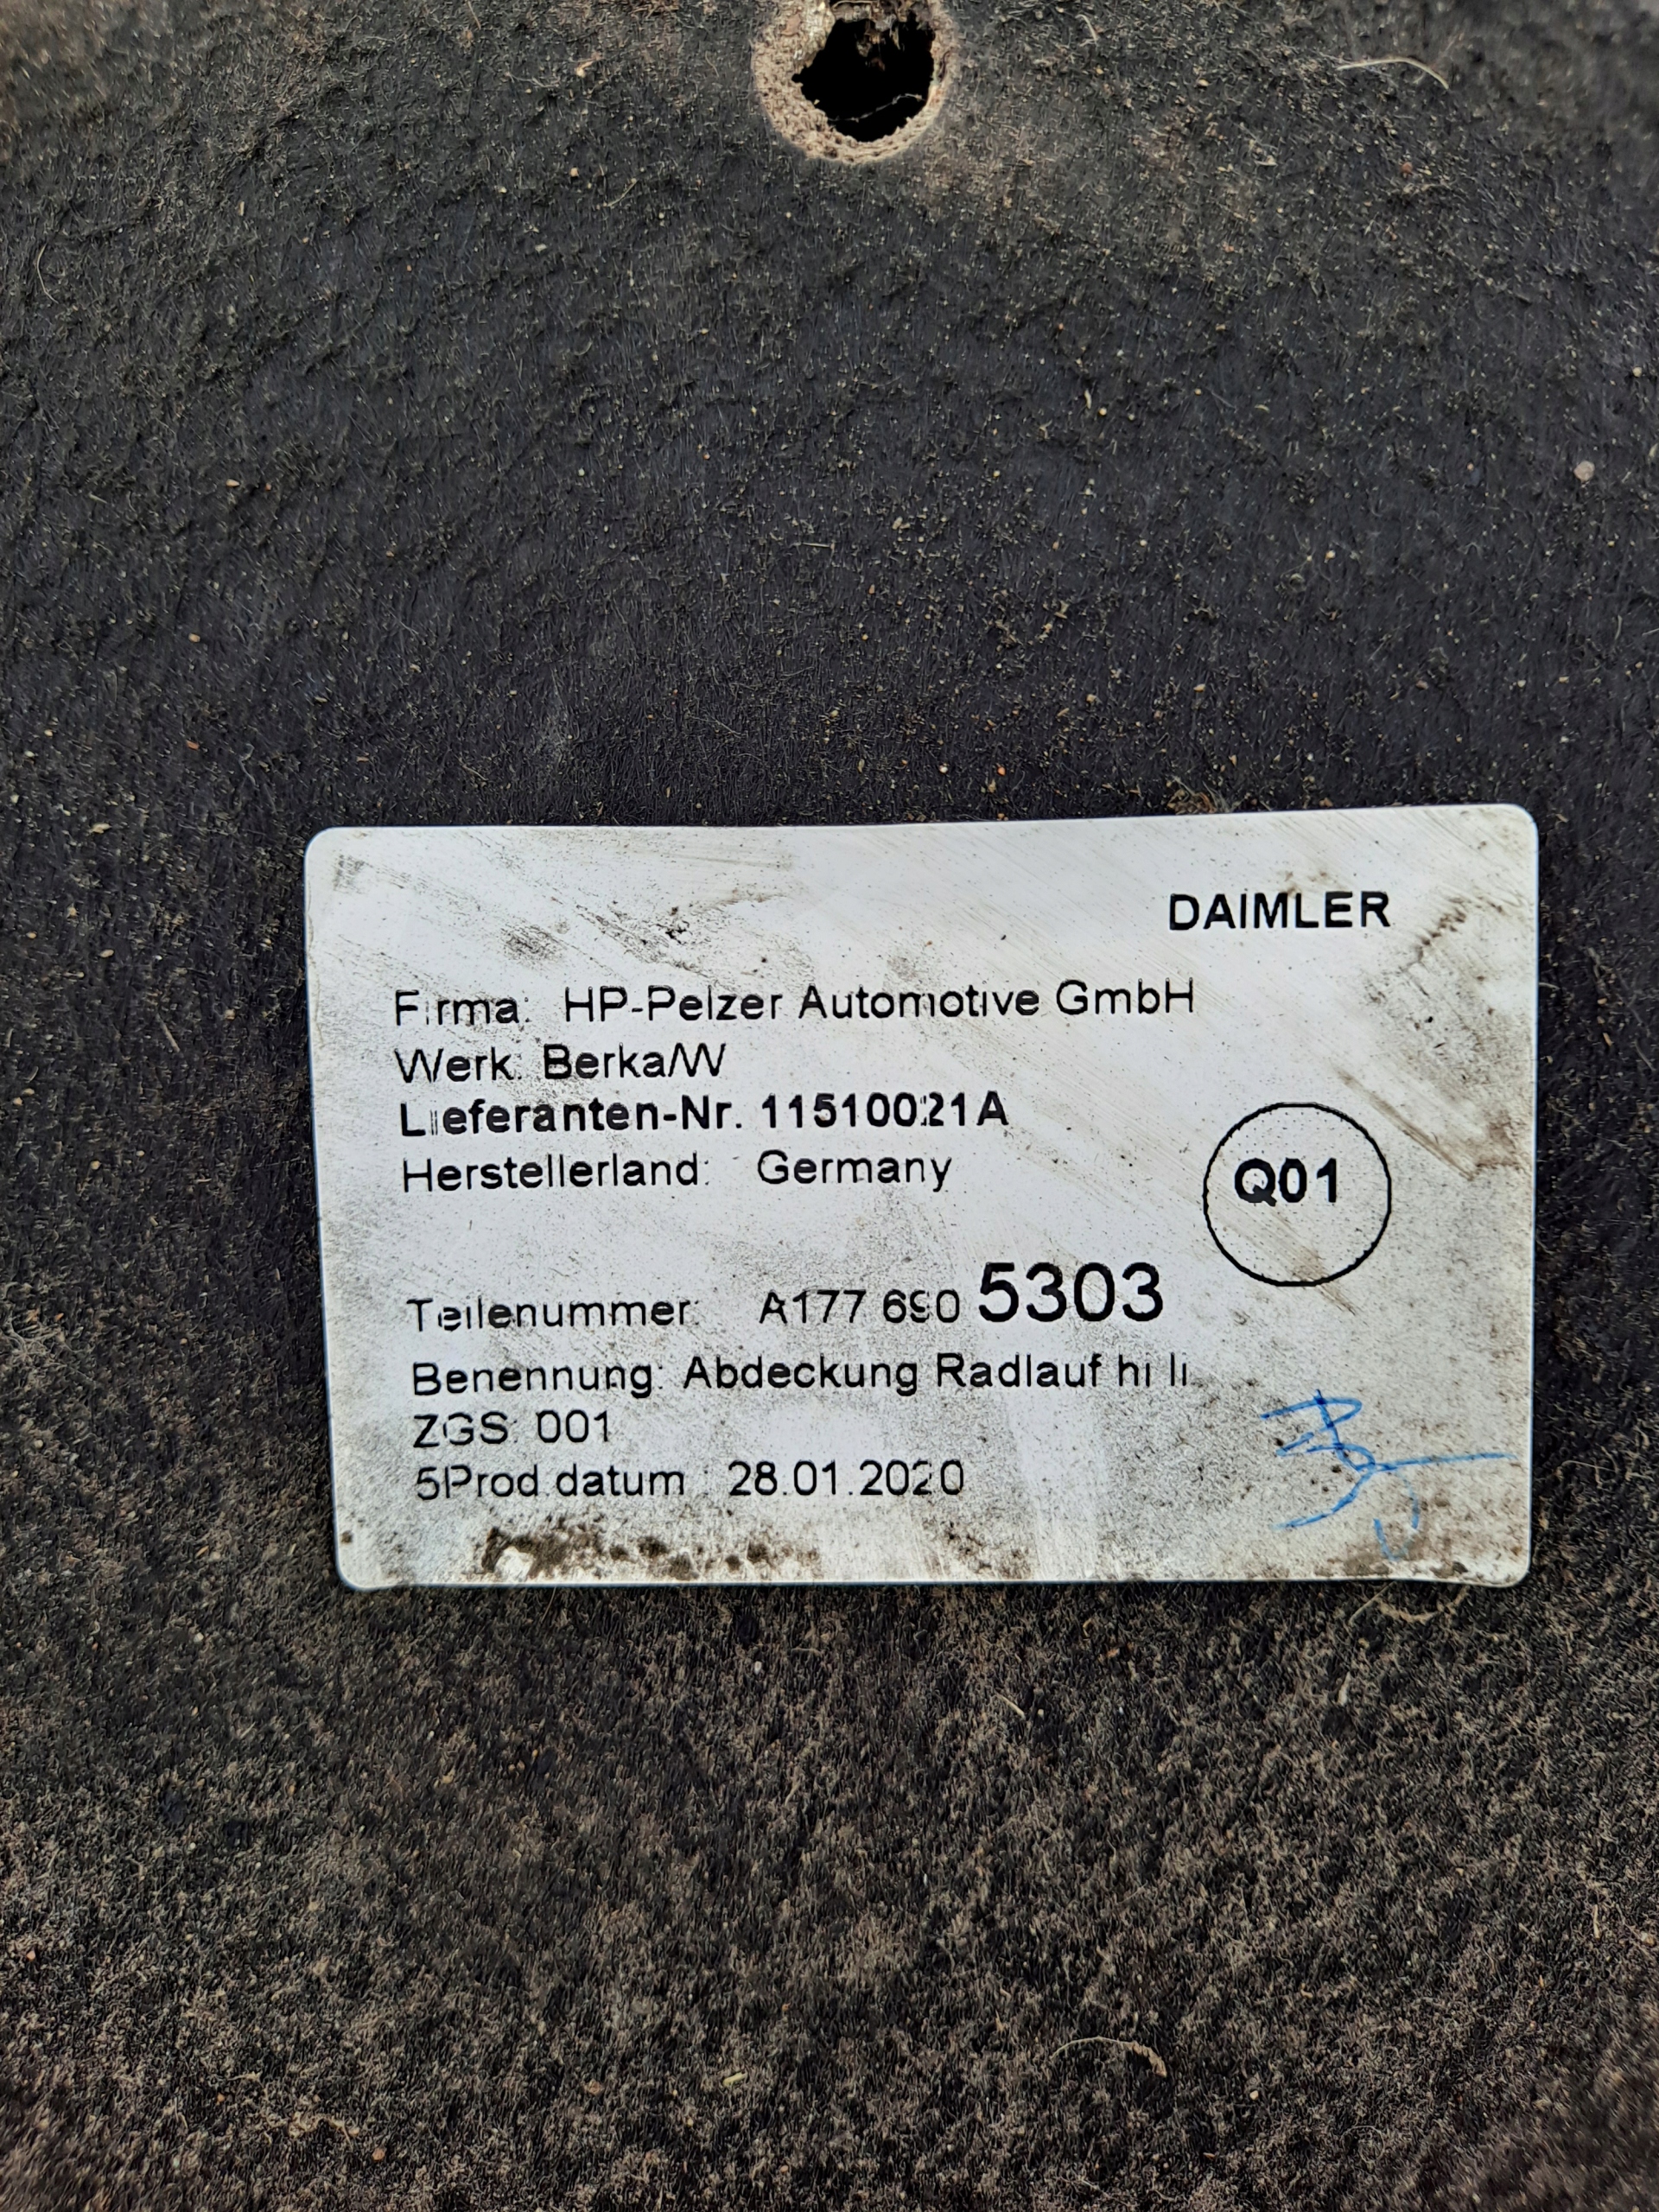 DAIMLER
Firma: HP-Pelzer Automotive GmbH
Werk: Berka/W
Lieferanten-Nr. 11510021A
Herstellerland: Germany
Q01
Teilenummer: A177 690 5303
Benennung: Abdeckung Radlauf hi li
ZGS: 001
5Prod.datum : 28.01.2020